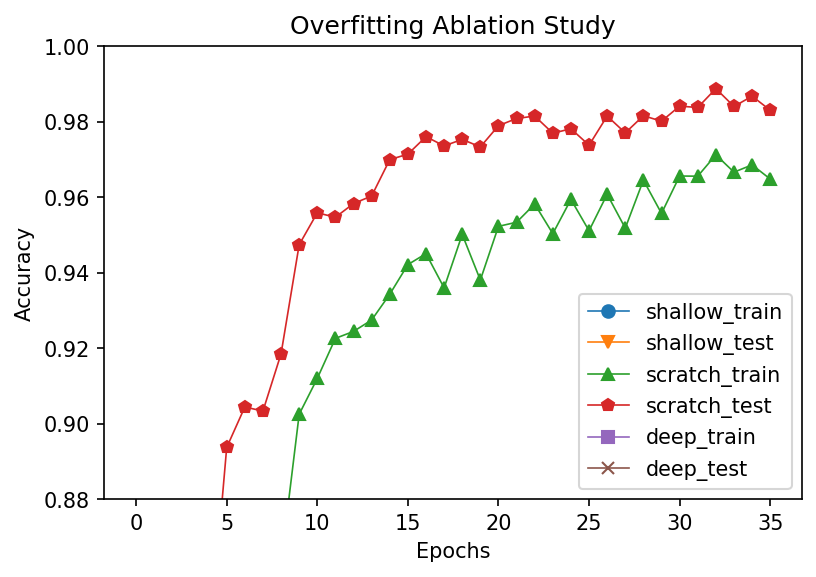 Overfitting Ablation Study
1.00
0.98
0.96
0.94
0.92
0.90
0.88
Accuracy
shallow_train
shallow_test
scratch_train
scratch_test
deep_train
deep_test
0 5 10 15 20 25 30 35
Epochs